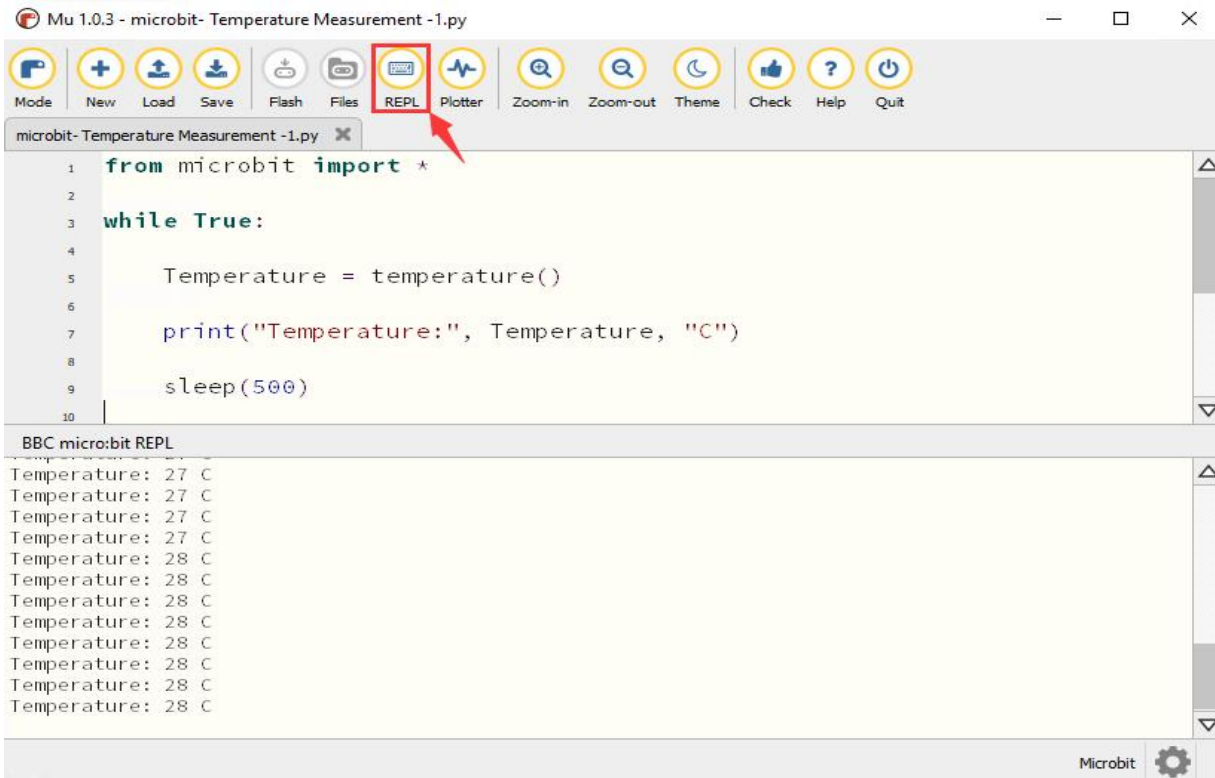 Mu 1.0.3 - microbit- Temperature Measurement -1.py
Mode New Load Save Flash Files REPL Plotter Zoom-in Zoom-out Theme Check Help Quit
microbit- Temperature Measurement -1.py
1 from microbit import *
2
3 while True:
4
5 Temperature = temperature()
6
7 print("Temperature:", Temperature, "C")
8
9 sleep(500)
10
BBC micro:bit REPL
Temperature: 27 C
Temperature: 27 C
Temperature: 27 C
Temperature: 27 C
Temperature: 28 C
Temperature: 28 C
Temperature: 28 C
Temperature: 28 C
Temperature: 28 C
Temperature: 28 C
Temperature: 28 C
Temperature: 28 C
Microbit